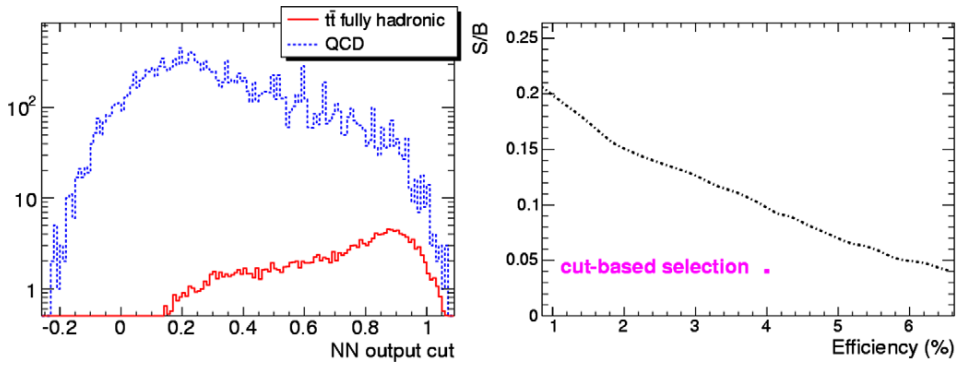 tt̄ fully hadronic
QCD
10²
10
1
-0.2 0 0.2 0.4 0.6 0.8 1
NN output cut
S/B
0.25
0.2
0.15
0.1
0.05
0
cut-based selection
1 2 3 4 5 6
Efficiency (%)